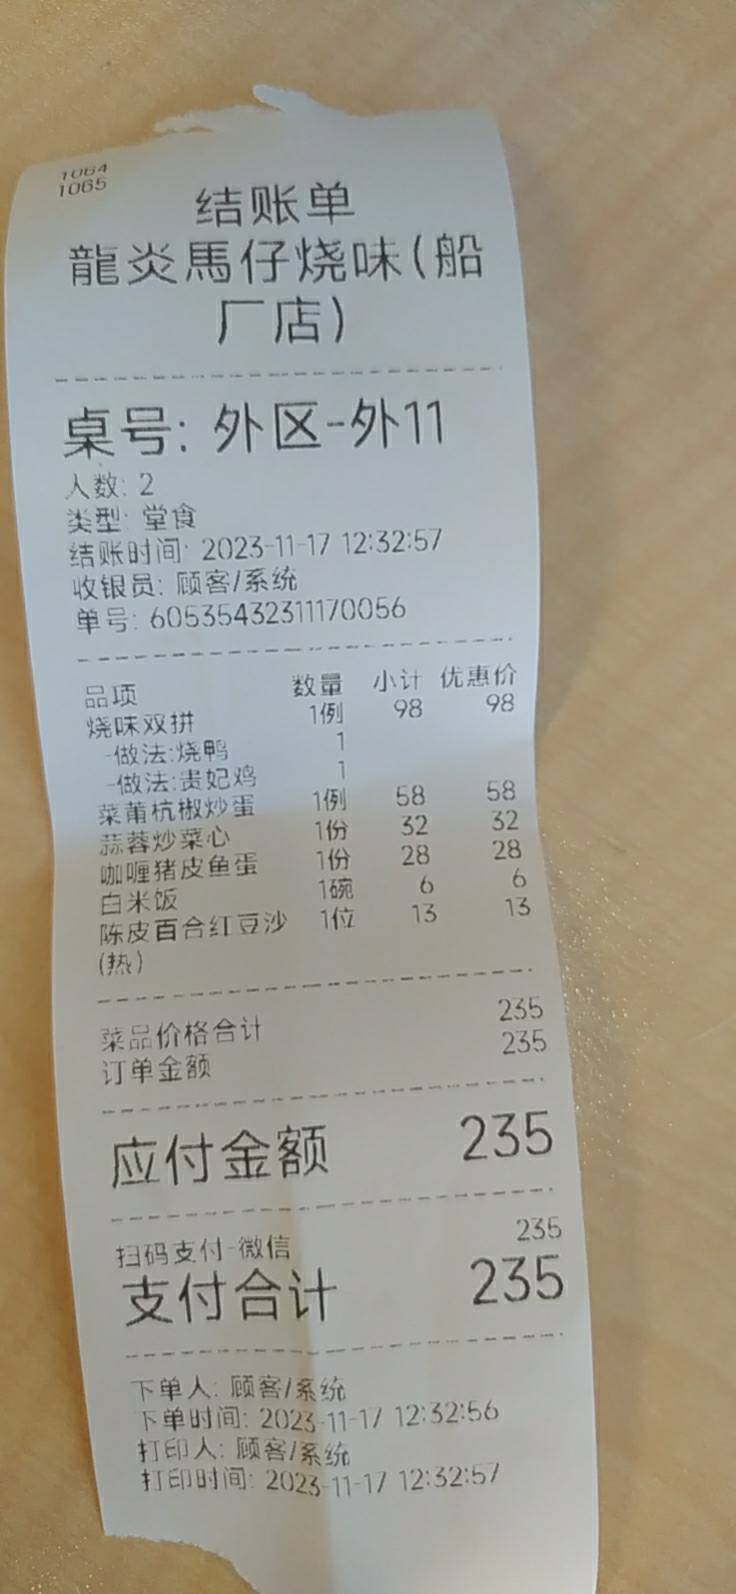 1064
1065
结账单
龍炎馬仔烧味(船
厂店)
桌号: 外区-外11
人数: 2
类型: 堂食
结账时间: 2023-11-17 12:32:57
收银员: 顾客/系统
单号: 60535432311170056
品项 数量 小计 优惠价
烧味双拼 1例 98 98
-做法:烧鸭 1
-做法:贵妃鸡 1
菜莆杭椒炒蛋 1例 58 58
蒜蓉炒菜心 1份 32 32
咖喱猪皮鱼蛋 1份 28 28
白米饭 1碗 6 6
陈皮百合红豆沙 1位 13 13
(热)
菜品价格合计 235
订单金额 235
应付金额 235
扫码支付-微信 235
支付合计 235
下单人: 顾客/系统
下单时间: 2023-11-17 12:32:56
打印人: 顾客/系统
打印时间: 2023-11-17 12:32:57